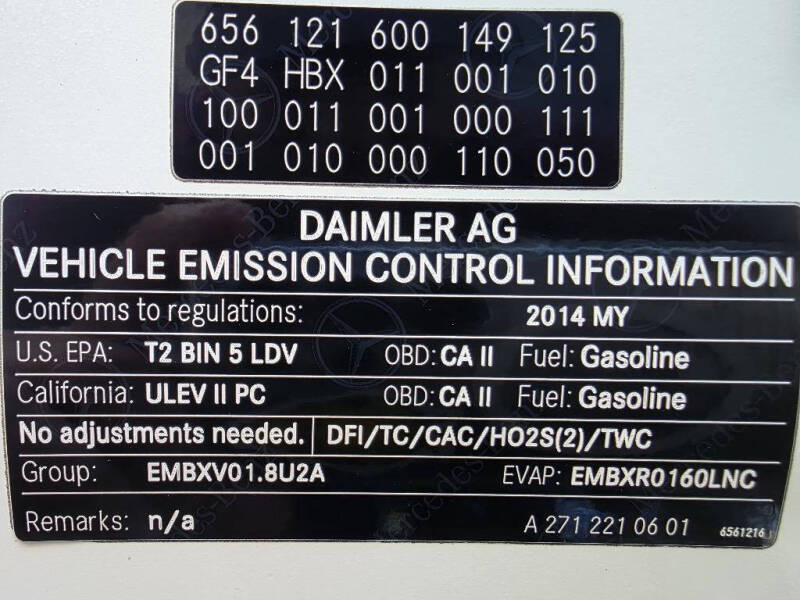 656 121 600 149 125
GF4 HBX 011 001 010
100 011 001 000 111
001 010 000 110 050
DAIMLER AG
VEHICLE EMISSION CONTROL INFORMATION
Conforms to regulations: 2014 MY
U.S. EPA: T2 BIN 5 LDV OBD: CA II Fuel: Gasoline
California: ULEV II PC OBD: CA II Fuel: Gasoline
No adjustments needed. DFI/TC/CAC/HO2S(2)/TWC
Group: EMBXV01.8U2A EVAP: EMBXR0160LNC
Remarks: n/a A 271 221 06 01 6561216